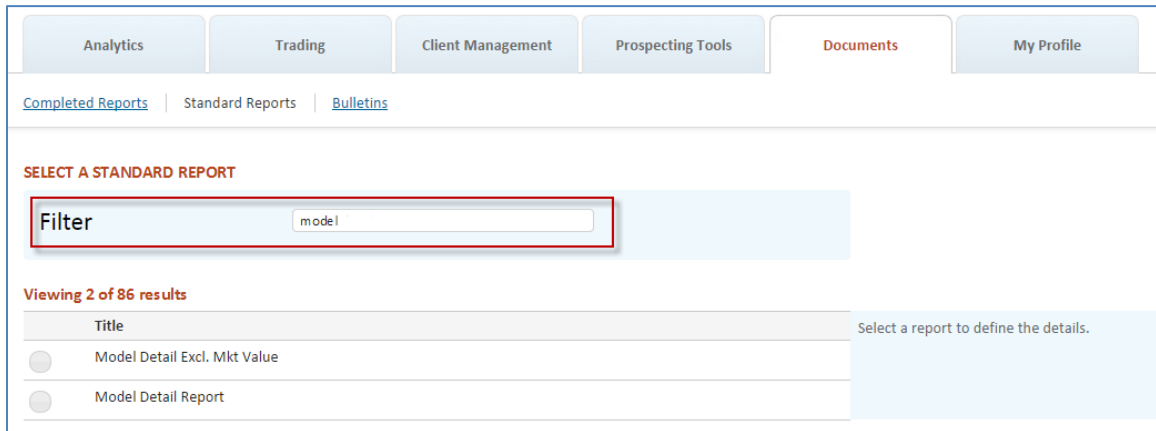 Analytics Trading Client Management Prospecting Tools Documents My Profile
Completed Reports Standard Reports Bulletins
SELECT A STANDARD REPORT
Filter model
Viewing 2 of 86 results
Title
Select a report to define the details.
Model Detail Excl. Mkt Value
Model Detail Report